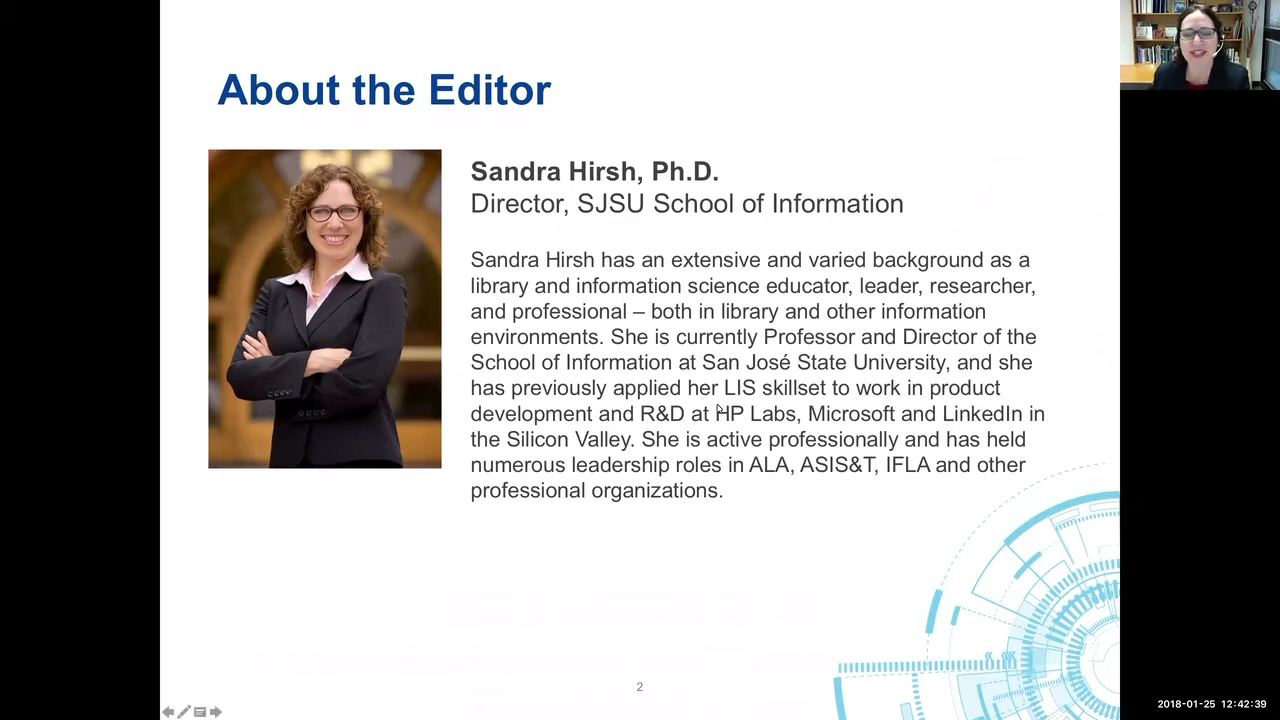 About the Editor
Sandra Hirsh, Ph.D.
Director, SJSU School of Information
Sandra Hirsh has an extensive and varied background as a
library and information science educator, leader, researcher,
and professional – both in library and other information
environments. She is currently Professor and Director of the
School of Information at San José State University, and she
has previously applied her LIS skillset to work in product
development and R&D at HP Labs, Microsoft and LinkedIn in
the Silicon Valley. She is active professionally and has held
numerous leadership roles in ALA, ASIS&T, IFLA and other
professional organizations.
2
2018-01-25 12:42:39